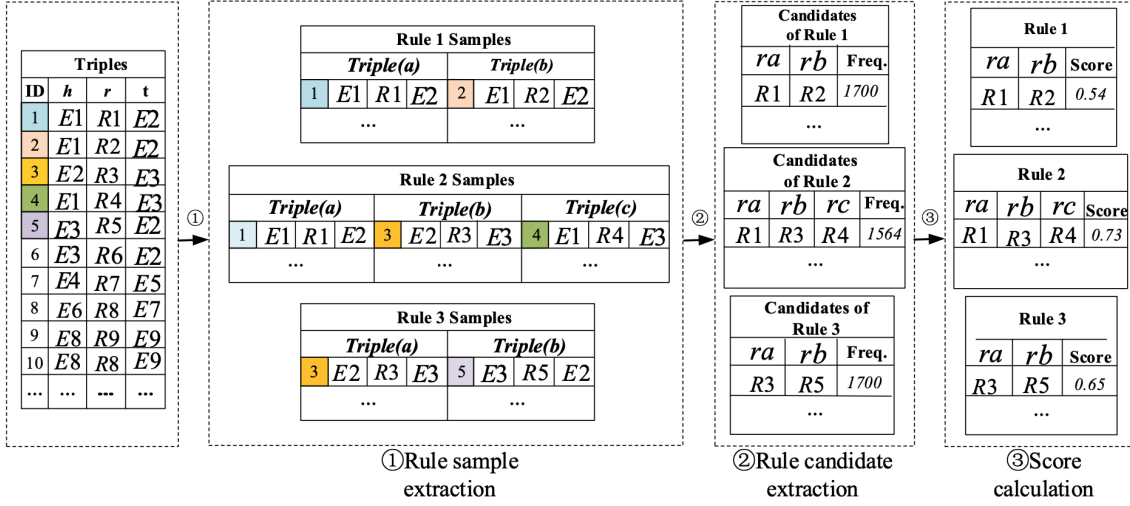 Triples
ID h r t
1 E1 R1 E2
2 E1 R2 E2
3 E2 R3 E3
4 E1 R4 E3
5 E3 R5 E2
6 E3 R6 E2
7 E4 R7 E5
8 E6 R8 E7
9 E8 R9 E9
10 E8 R8 E9
... ... ... ...
①
Rule 1 Samples
Triple(a) Triple(b)
1 E1 R1 E2 2 E1 R2 E2
...
Rule 2 Samples
Triple(a) Triple(b) Triple(c)
1 E1 R1 E2 3 E2 R3 E3 4 E1 R4 E3
... ... ...
Rule 3 Samples
Triple(a) Triple(b)
3 E2 R3 E3 5 E3 R5 E2
...
①Rule sample
extraction
②
Candidates
of Rule 1
ra rb Freq.
R1 R2 1700
...
Candidates
of Rule 2
ra rb rc Freq.
R1 R3 R4 1564
...
Candidates of
Rule 3
ra rb Freq.
R3 R5 1700
...
②Rule candidate
extraction
③
Rule 1
ra rb Score
R1 R2 0.54
...
Rule 2
ra rb rc Score
R1 R3 R4 0.73
...
Rule 3
ra rb Score
R3 R5 0.65
...
③Score
calculation